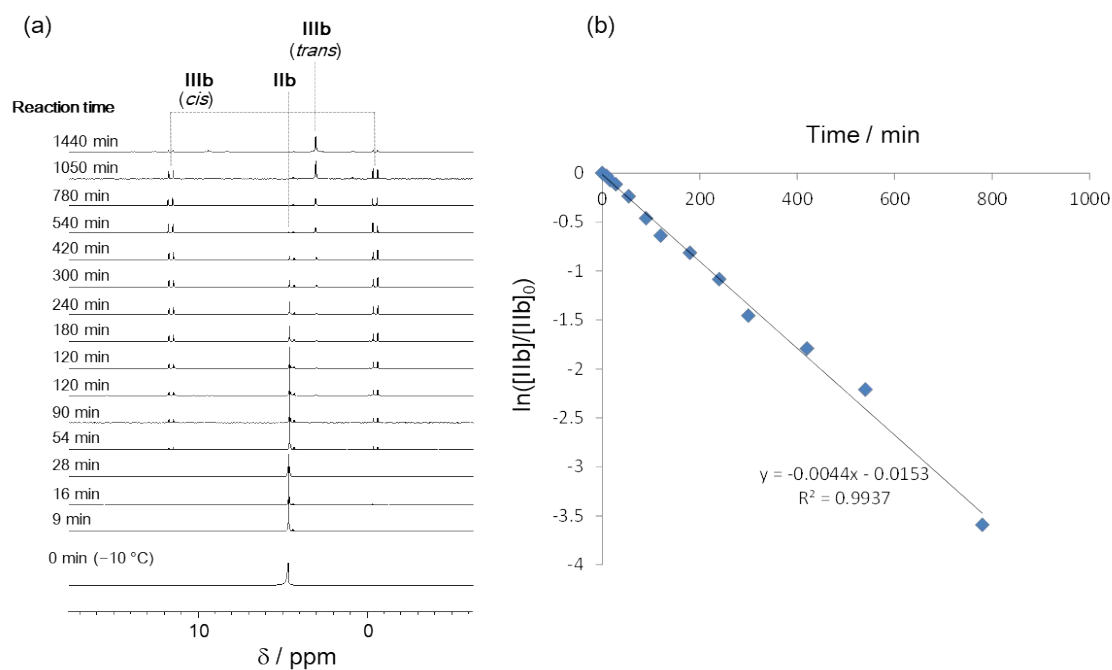 (a)
IIIb
(trans)
IIIb
(cis)
IIb
Reaction time
1440 min
1050 min
780 min
540 min
420 min
300 min
240 min
180 min
120 min
120 min
90 min
54 min
28 min
16 min
9 min
0 min (−10 °C)
10
0
δ / ppm
(b)
Time / min
0
200
400
600
800
1000
0
-0.5
-1
-1.5
-2
-2.5
-3
-3.5
-4
ln([IIb]/[IIb]0)
y = -0.0044x - 0.0153
R² = 0.9937